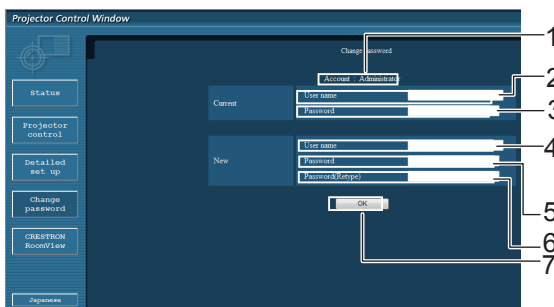 Projector Control Window
Change password
Account : Administrator
Current
User name
Password
New
User name
Password
Password(Retype)
OK
Status
Projector
control
Detailed
set up
Change
password
CRESTRON
RoomView
Japanese
1
2
3
4
5
6
7